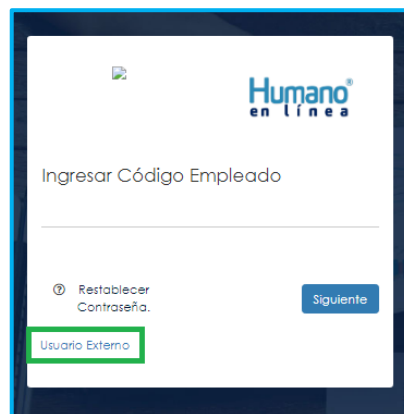 Humano®
en línea
Ingresar Código Empleado
Restablecer
Contraseña.
Siguiente
Usuario Externo